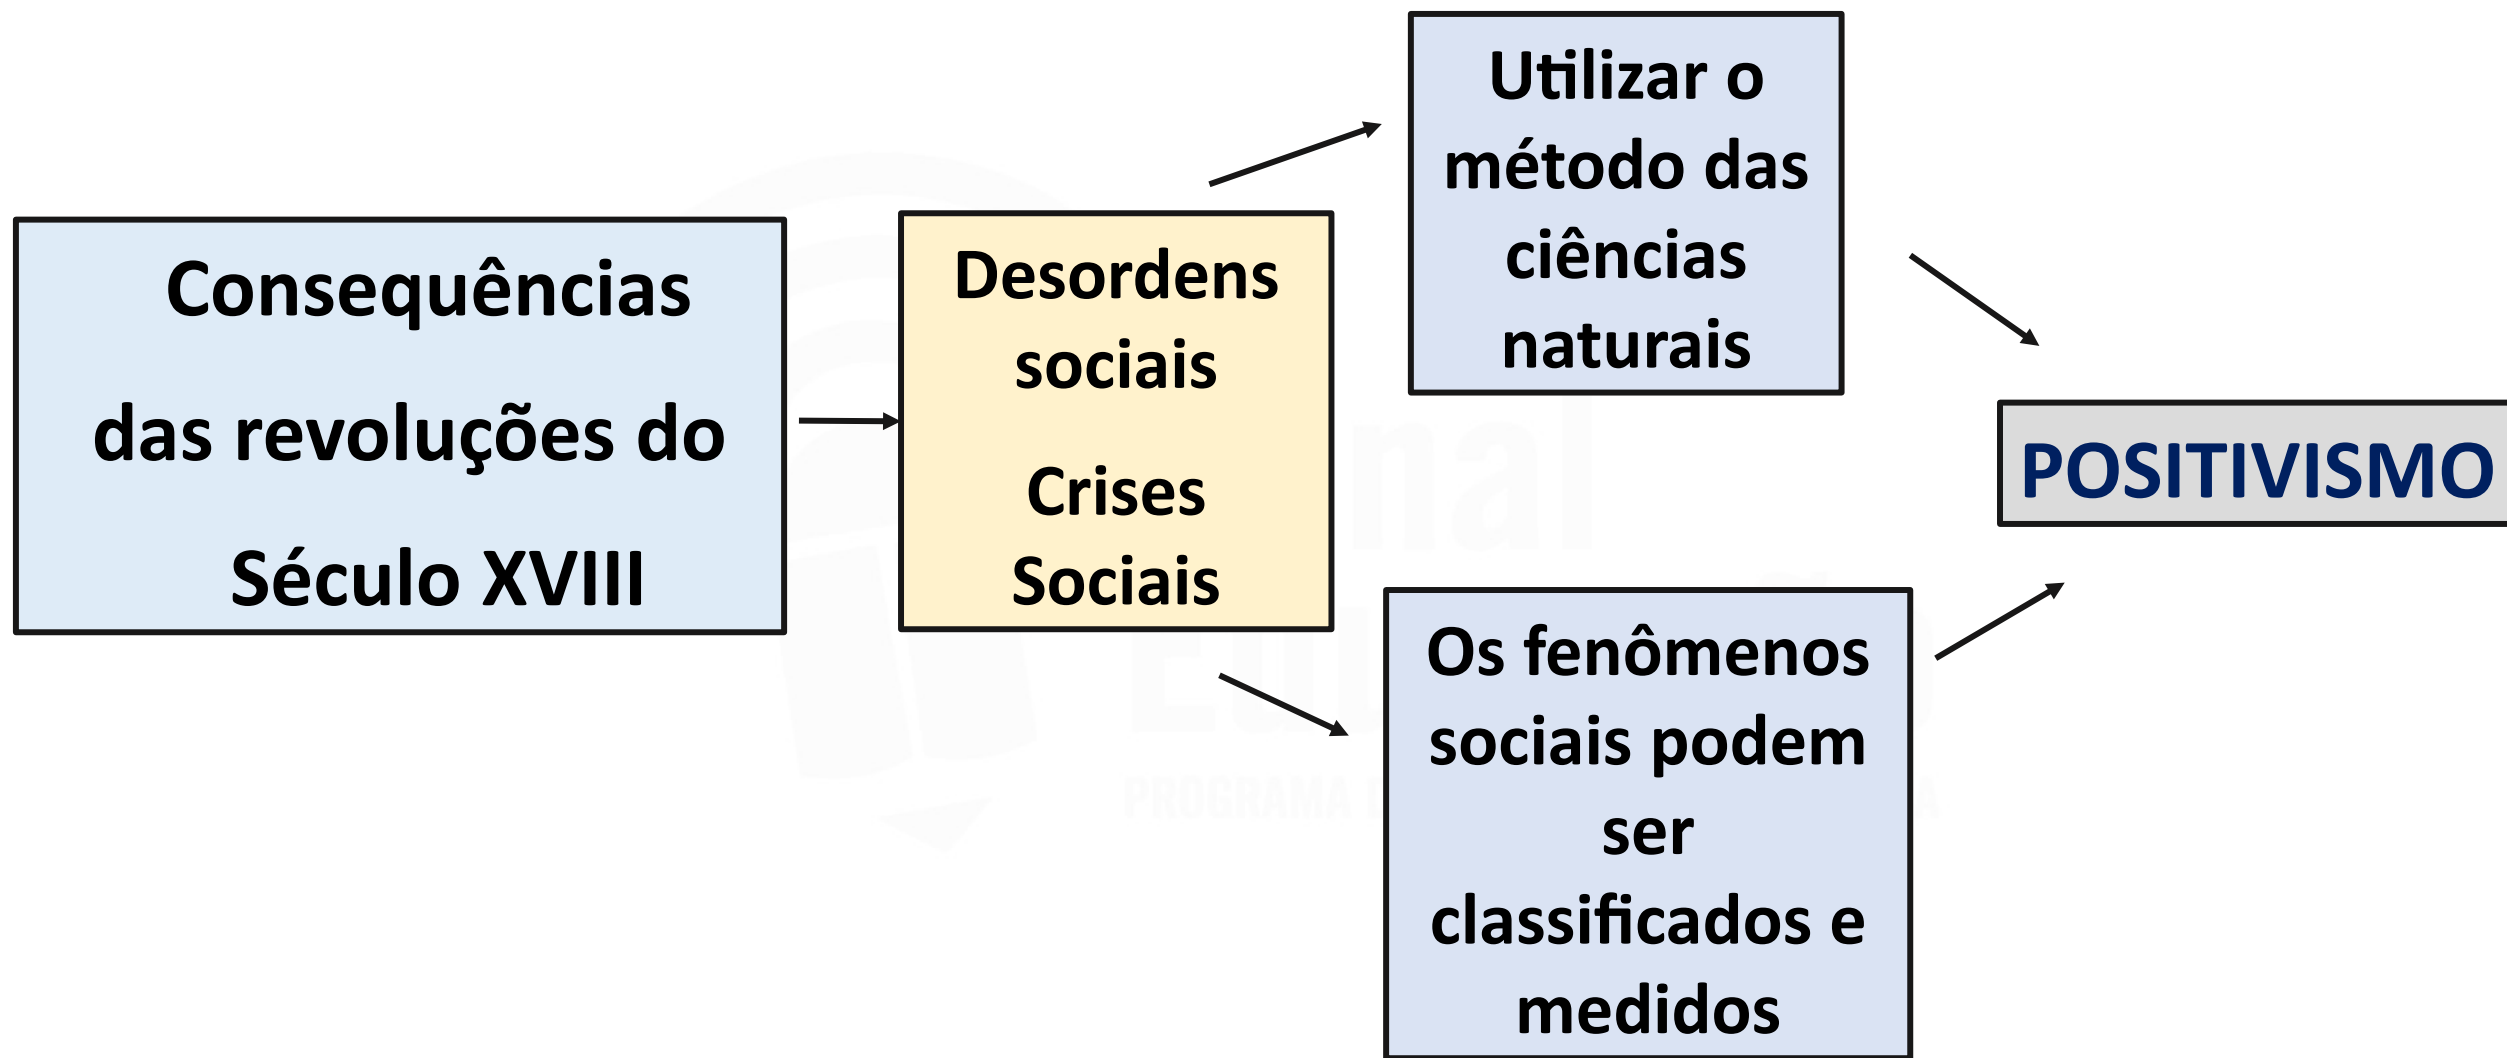 Consequências
das revoluções do
Século XVIII
Desordens
sociais
Crises
Sociais
Utilizar o
método das
ciências
naturais
Os fenômenos
sociais podem
ser
classificados e
medidos
POSITIVISMO
PROGRAMA